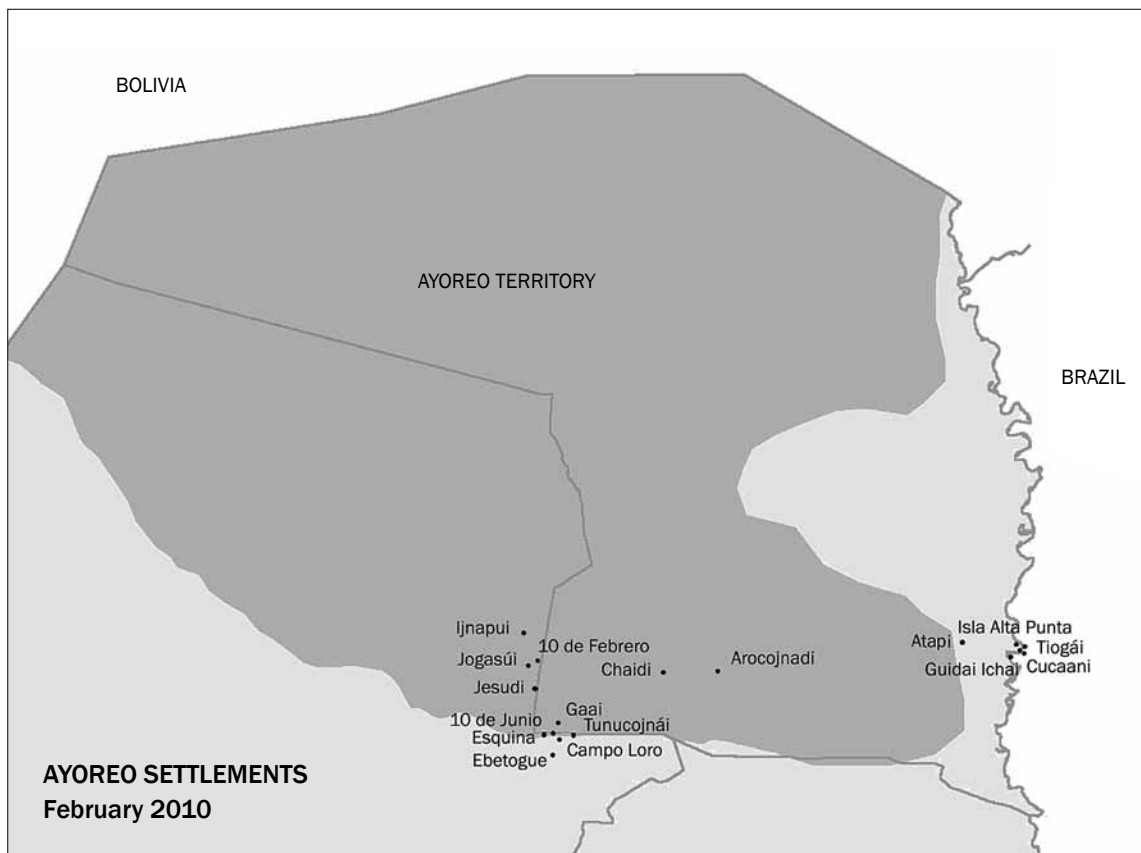 BOLIVIA
AYOREO TERRITORY
BRAZIL
Ijnapui
10 de Febrero
Jogasúi
Jesudi
Chaidi
Arocojnadi
Isla Alta Punta
Atapi
Tiogái
Guidai Ichai
Cucaani
Gaai
10 de Junio
Tunucojnái
Esquina
Campo Loro
Ebetogue
AYOREO SETTLEMENTS
February 2010